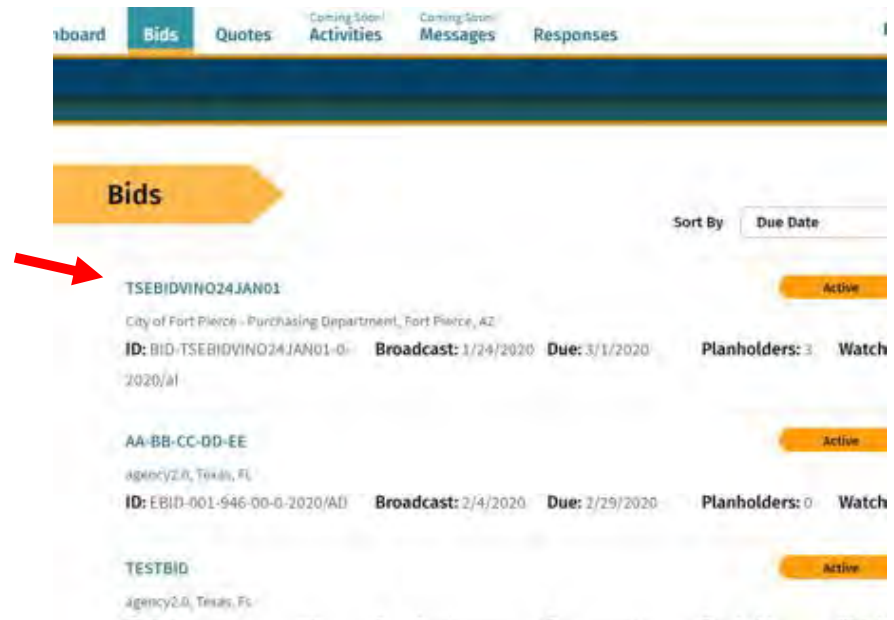 hboard Bids Quotes Coming Soon! Activities Coming Soon! Messages Responses
Bids
Sort By Due Date
TSEBIDVINO24JAN01 Active
City of Fort Pierce - Purchasing Department, Fort Pierce, AZ
ID: BID-TSEBIDVINO24JAN01-0- Broadcast: 1/24/2020 Due: 3/1/2020 Planholders: 3 Watch
2020/al
AA-BB-CC-DD-EE Active
agency2.0, Texas, FL
ID: EBID-001-946-00-0-2020/AD Broadcast: 2/4/2020 Due: 2/29/2020 Planholders: 0 Watch
TESTBID Active
agency2.0, Texas, FL